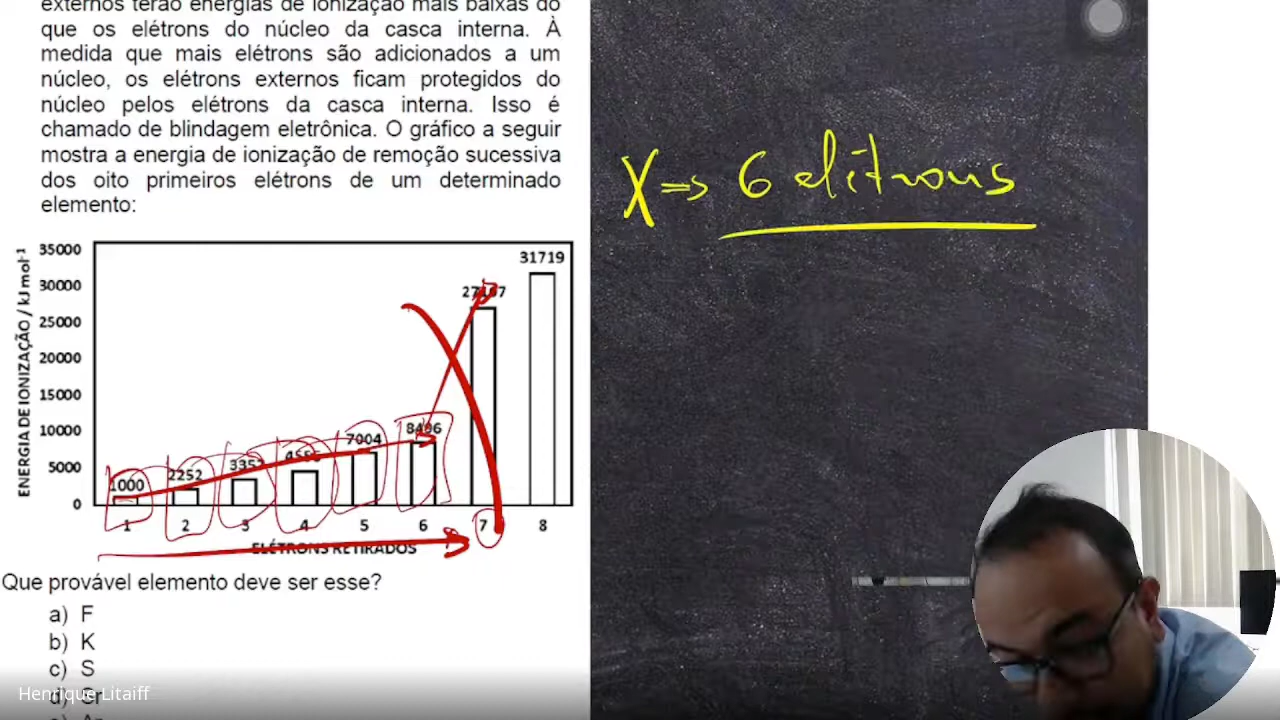 externos terão energias de ionização mais baixas do
que os elétrons do núcleo da casca interna. À
medida que mais elétrons são adicionados a um
núcleo, os elétrons externos ficam protegidos do
núcleo pelos elétrons da casca interna. Isso é
chamado de blindagem eletrônica. O gráfico a seguir
mostra a energia de ionização de remoção sucessiva
dos oito primeiros elétrons de um determinado
elemento:
X => 6 elétrons
ENERGIA DE IONIZAÇÃO / kJ mol-1
35000
30000
25000
20000
15000
10000
5000
0
1000
2252
3357
7004
31719
1 2 3 4 5 6 7 8
ELÉTRONS RETIRADOS
Que provável elemento deve ser esse?
a) F
b) K
c) S
Henrique Litaiff